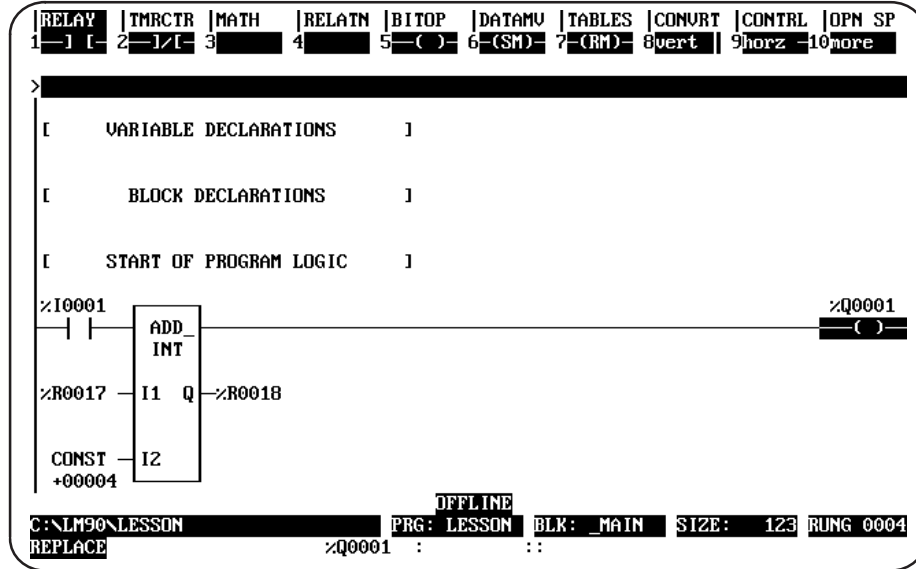 RELAY |TMRCTR |MATH |RELATN |BITOP |DATAMV |TABLES |CONVRT |CONTRL |OPN SP
1—] [— 2—]/[— 3 4 5—( )— 6—(SM)— 7—(RM)— 8vert | 9horz — 10more
>
[ VARIABLE DECLARATIONS ]
[ BLOCK DECLARATIONS ]
[ START OF PROGRAM LOGIC ]
%I0001 %Q0001
ADD_ —( )—
INT
%R0017 I1 Q %R0018
CONST I2
+00004
OFFLINE
C:\LM90\LESSON PRG: LESSON BLK: _MAIN SIZE: 123 RUNG 0004
REPLACE %Q0001 : ::